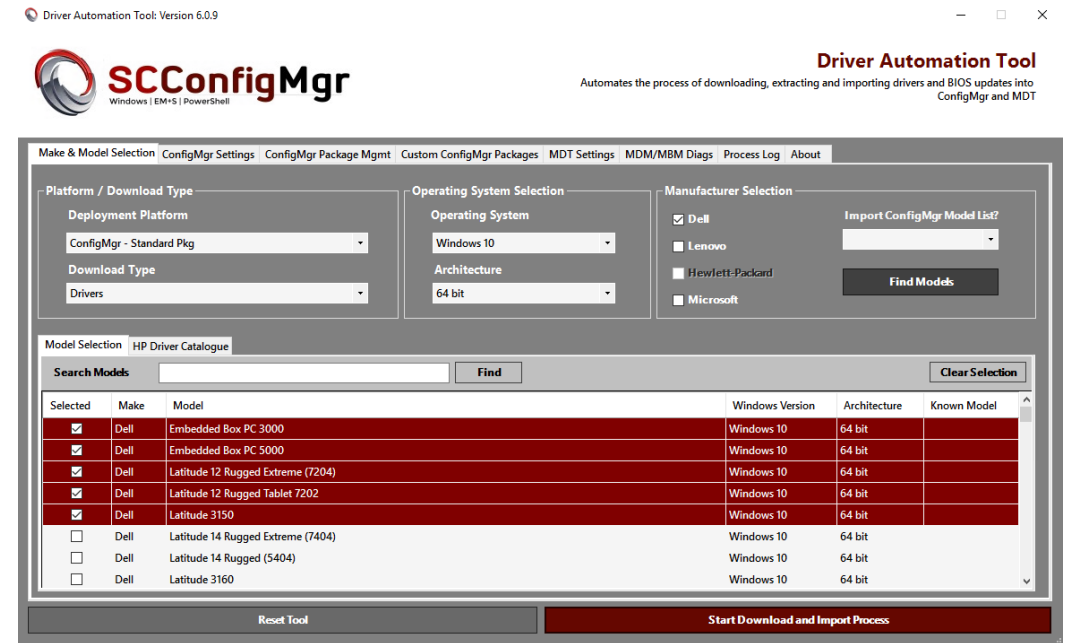 Driver Automation Tool: Version 6.0.9
SCConfigMgr
Windows | EM+S | PowerShell
Driver Automation Tool
Automates the process of downloading, extracting and importing drivers and BIOS updates into
ConfigMgr and MDT
Make & Model Selection ConfigMgr Settings ConfigMgr Package Mgmt Custom ConfigMgr Packages MDT Settings MDM/MBM Diags Process Log About
Platform / Download Type
Deployment Platform
ConfigMgr - Standard Pkg
Download Type
Drivers
Operating System Selection
Operating System
Windows 10
Architecture
64 bit
Manufacturer Selection
Dell
Lenovo
Hewlett-Packard
Microsoft
Import ConfigMgr Model List?
Find Models
Model Selection HP Driver Catalogue
Search Models Find Clear Selection
Selected Make Model Windows Version Architecture Known Model
Dell Embedded Box PC 3000 Windows 10 64 bit
Dell Embedded Box PC 5000 Windows 10 64 bit
Dell Latitude 12 Rugged Extreme (7204) Windows 10 64 bit
Dell Latitude 12 Rugged Tablet 7202 Windows 10 64 bit
Dell Latitude 3150 Windows 10 64 bit
Dell Latitude 14 Rugged Extreme (7404) Windows 10 64 bit
Dell Latitude 14 Rugged (5404) Windows 10 64 bit
Dell Latitude 3160 Windows 10 64 bit
Reset Tool Start Download and Import Process